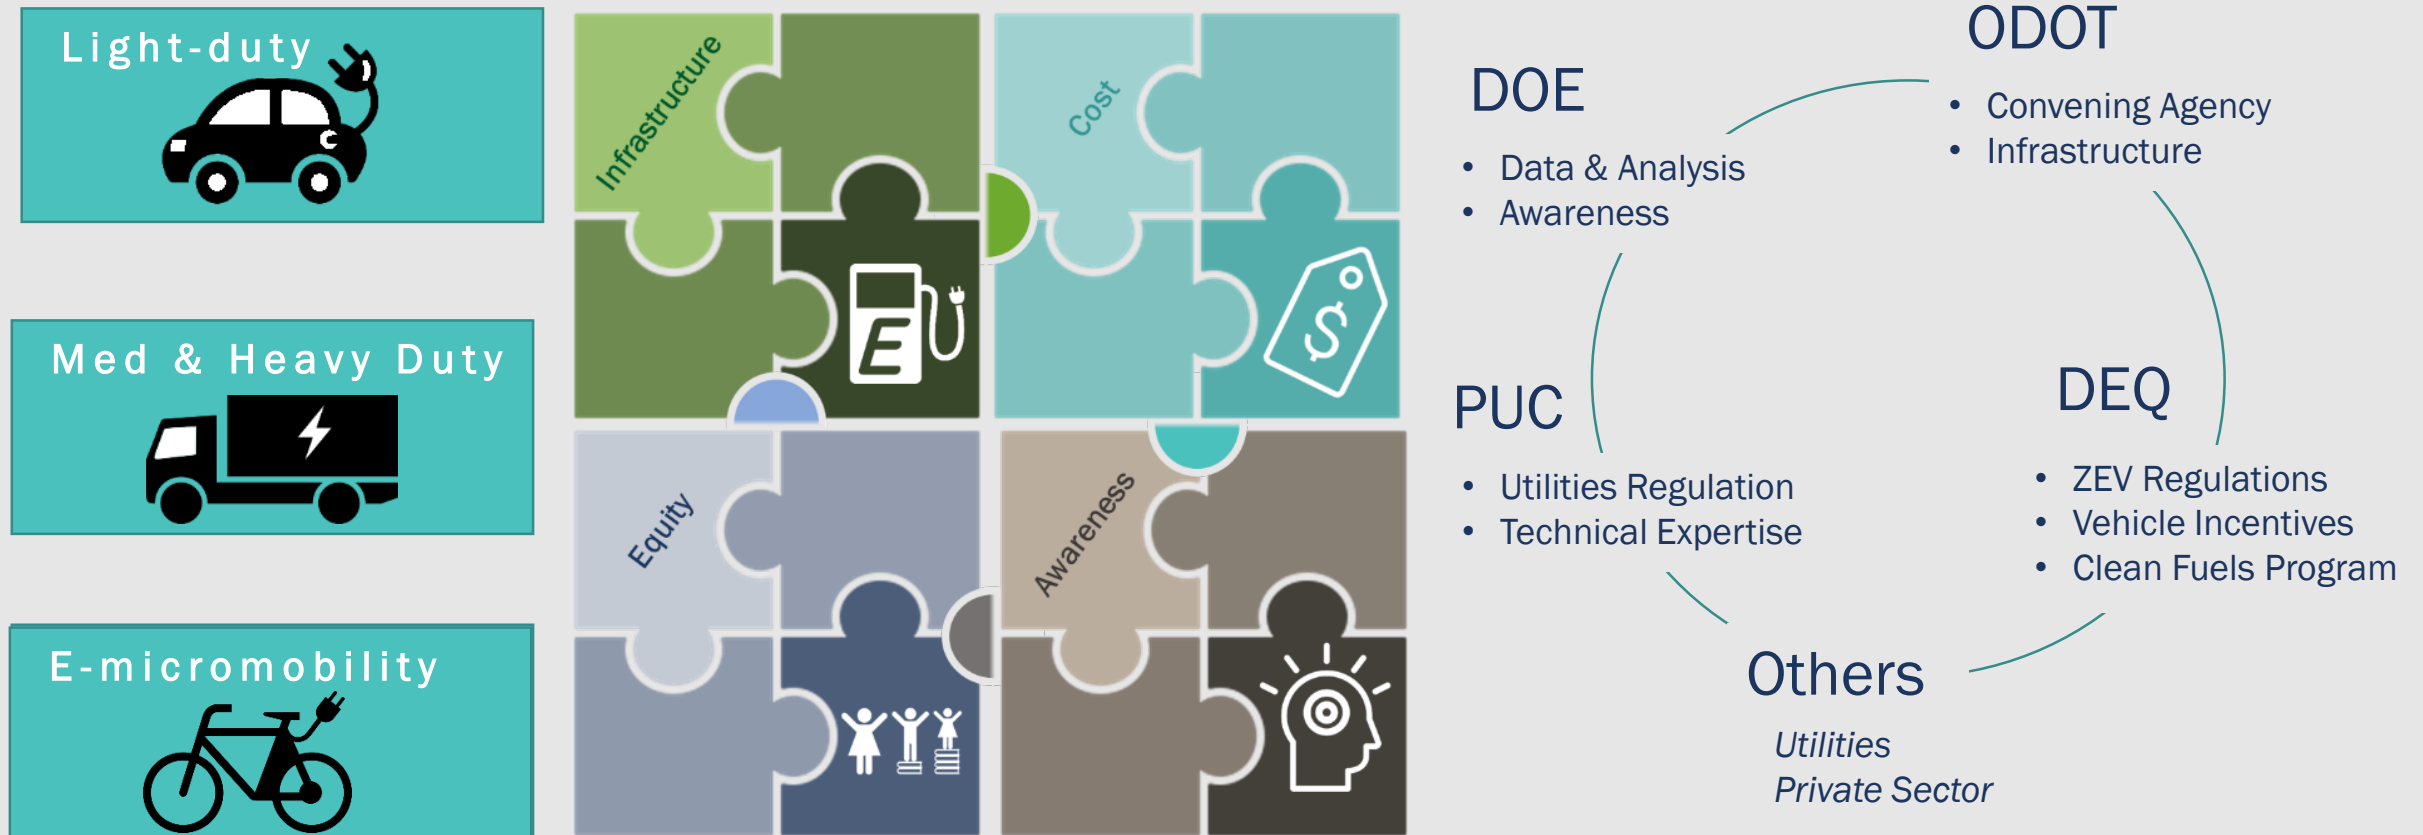 Light-duty
Med & Heavy Duty
E-micromobility
Infrastructure
E
Cost
$
Equity
Awareness
DOE
• Data & Analysis
• Awareness
ODOT
• Convening Agency
• Infrastructure
PUC
• Utilities Regulation
• Technical Expertise
DEQ
• ZEV Regulations
• Vehicle Incentives
• Clean Fuels Program
Others
Utilities
Private Sector